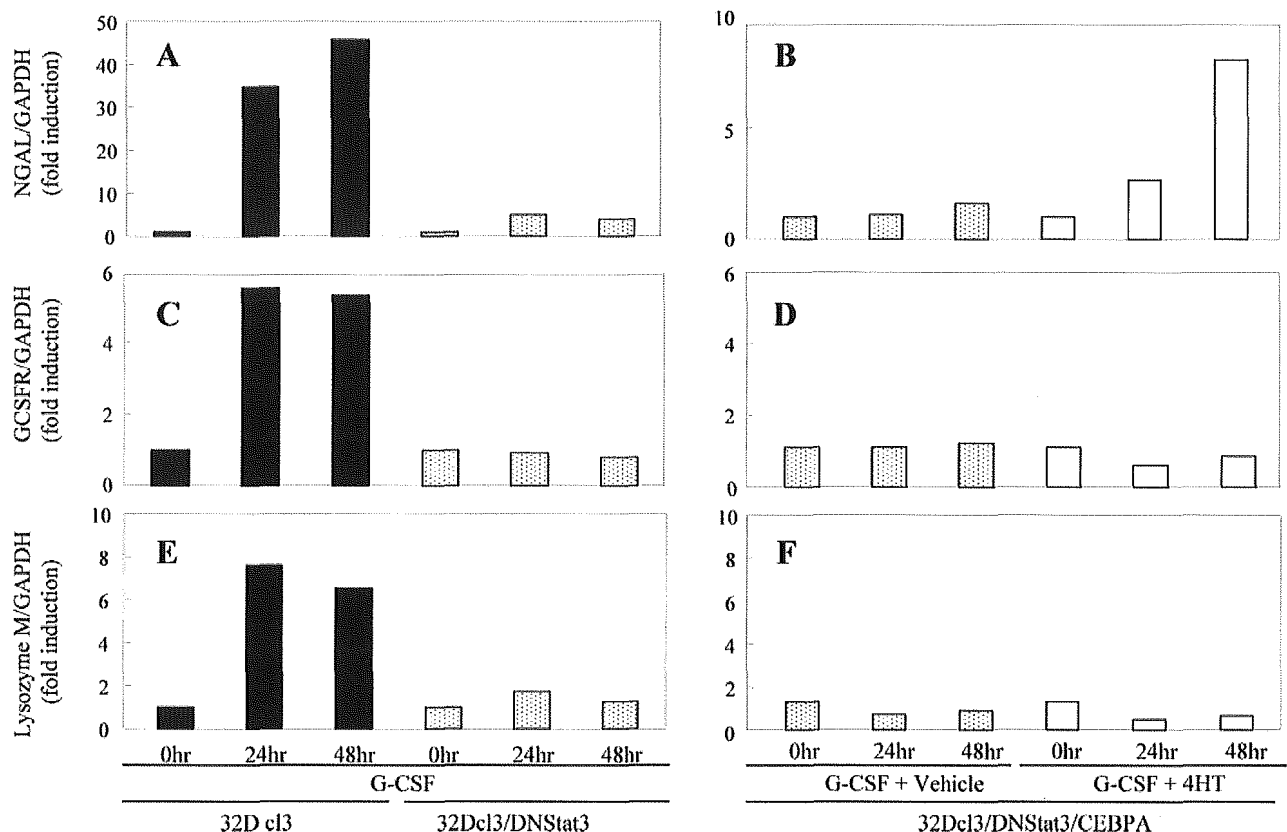 NGAL/GAPDH
(fold induction)
50
40
30
20
10
0
A
10
5
0
B
GCSFR/GAPDH
(fold induction)
6
4
2
0
C
6
4
2
0
D
Lysozyme M/GAPDH
(fold induction)
10
8
6
4
2
0
E
10
8
6
4
2
0
F
0hr 24hr 48hr 0hr 24hr 48hr
G-CSF
32D cl3 32Dcl3/DNStat3
0hr 24hr 48hr 0hr 24hr 48hr
G-CSF + Vehicle G-CSF + 4HT
32Dcl3/DNStat3/CEBPA